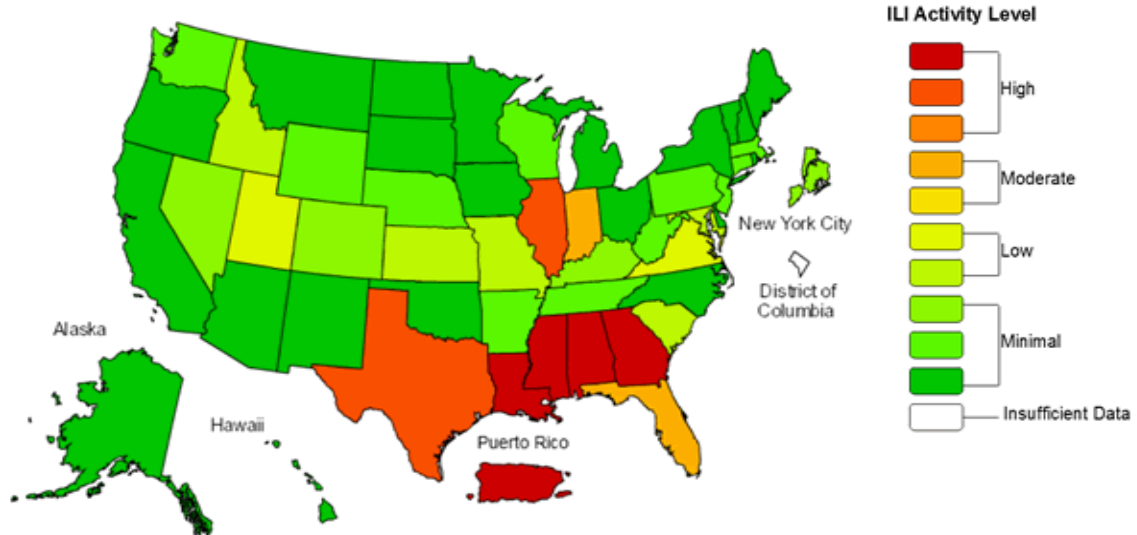 ILI Activity Level
High
Moderate
Low
Minimal
Insufficient Data
New York City
District of
Columbia
Alaska
Hawaii
Puerto Rico